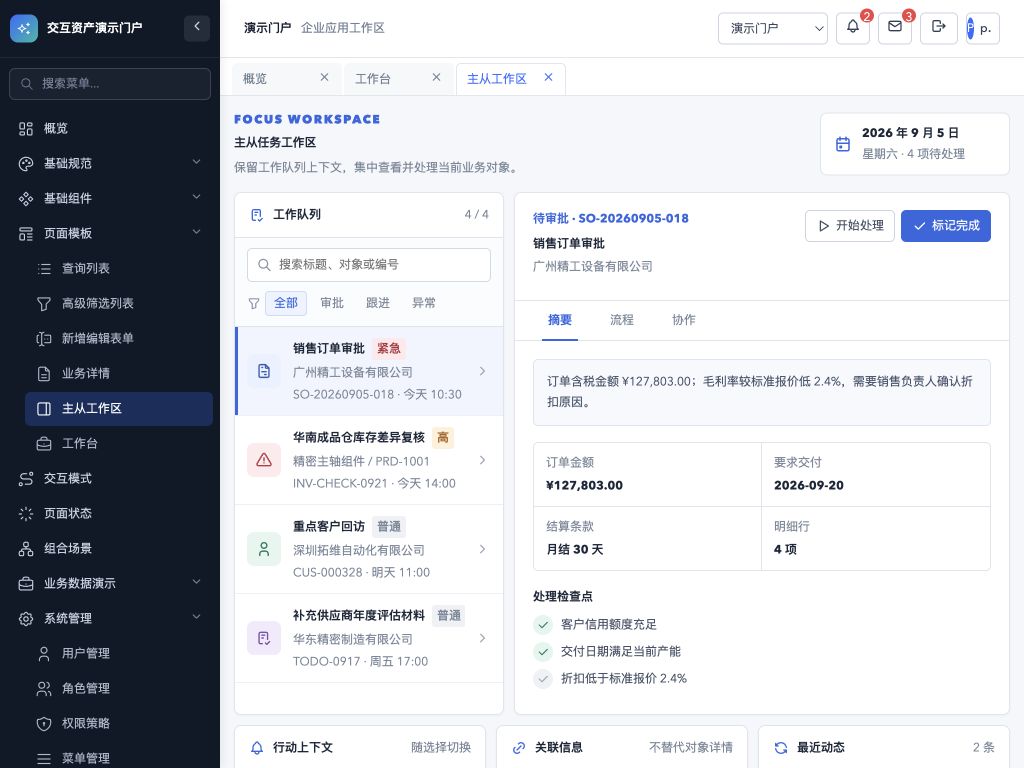 交互资产演示门户
搜索菜单...
概览
基础规范
基础组件
页面模板
查询列表
高级筛选列表
新增编辑表单
业务详情
主从工作区
工作台
交互模式
页面状态
组合场景
业务数据演示
系统管理
用户管理
角色管理
权限策略
菜单管理
演示门户 企业应用工作区
演示门户
2
3
P p.
概览
工作台
主从工作区
FOCUS WORKSPACE
主从任务工作区
保留工作队列上下文，集中查看并处理当前业务对象。
2026 年 9 月 5 日
星期六 · 4 项待处理
工作队列 4 / 4
搜索标题、对象或编号
全部 审批 跟进 异常
销售订单审批 紧急
广州精工设备有限公司
SO-20260905-018 · 今天 10:30
华南成品仓库存差异复核 高
精密主轴组件 / PRD-1001
INV-CHECK-0921 · 今天 14:00
重点客户回访 普通
深圳拓维自动化有限公司
CUS-000328 · 明天 11:00
补充供应商年度评估材料 普通
华东精密制造有限公司
TODO-0917 · 周五 17:00
待审批 · SO-20260905-018
销售订单审批
广州精工设备有限公司
开始处理
标记完成
摘要 流程 协作
订单含税金额 ¥127,803.00；毛利率较标准报价低 2.4%，需要销售负责人确认折
扣原因。
订单金额
¥127,803.00
要求交付
2026-09-20
结算条款
月结 30 天
明细行
4 项
处理检查点
客户信用额度充足
交付日期满足当前产能
折扣低于标准报价 2.4%
行动上下文 随选择切换
关联信息 不替代对象详情
最近动态 2 条